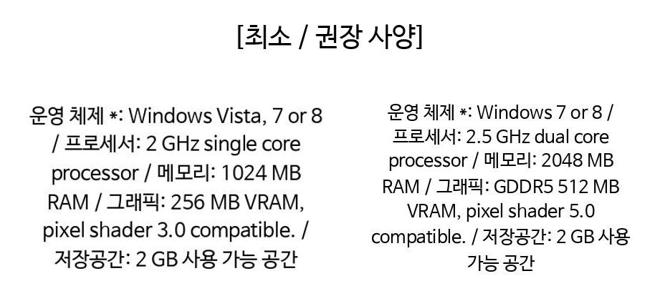 [최소 / 권장 사양]
운영 체제 *: Windows Vista, 7 or 8
/ 프로세서: 2 GHz single core
processor / 메모리: 1024 MB
RAM / 그래픽: 256 MB VRAM,
pixel shader 3.0 compatible. /
저장공간: 2 GB 사용 가능 공간
운영 체제 *: Windows 7 or 8 /
프로세서: 2.5 GHz dual core
processor / 메모리: 2048 MB
RAM / 그래픽: GDDR5 512 MB
VRAM, pixel shader 5.0
compatible. / 저장공간: 2 GB 사용
가능 공간